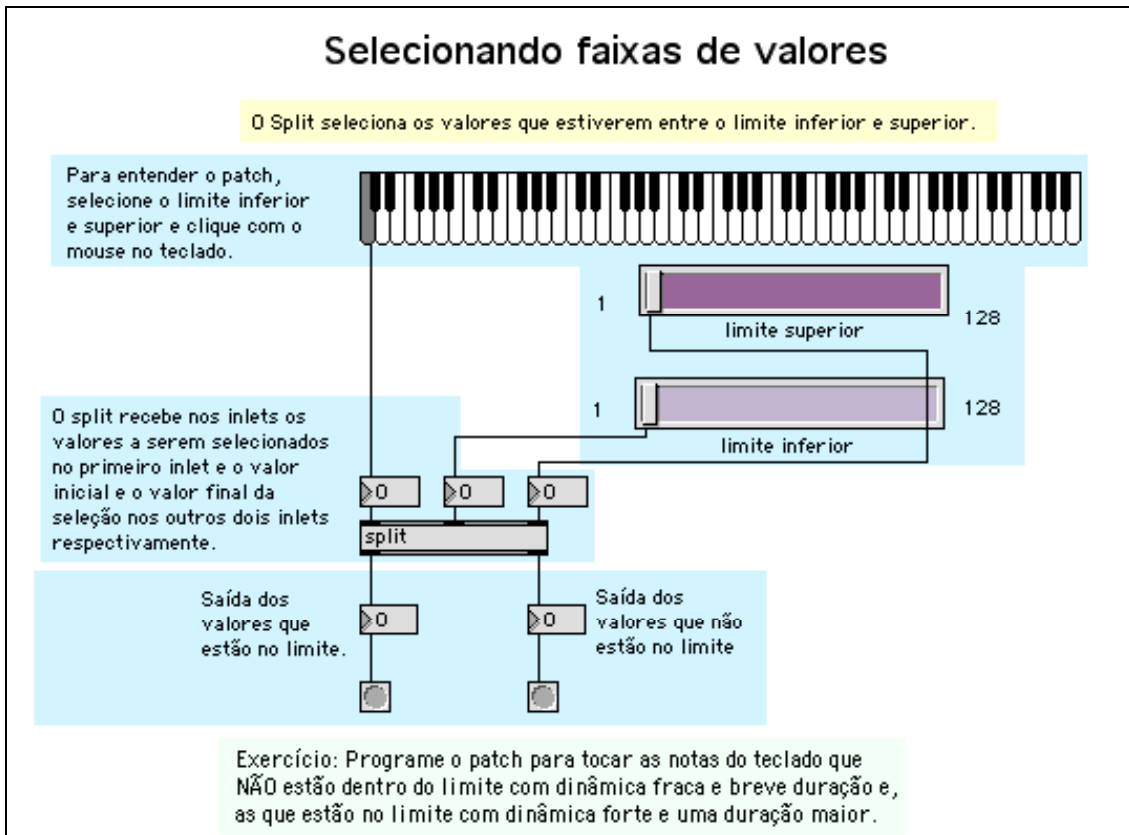 Selecionando faixas de valores
O Split seleciona os valores que estiverem entre o limite inferior e superior.
Para entender o patch,
selecione o limite inferior
e superior e clique com o
mouse no teclado.
1
128
limite superior
1
128
limite inferior
O split recebe nos inlets os
valores a serem selecionados
no primeiro inlet e o valor
inicial e o valor final da
seleção nos outros dois inlets
respectivamente.
0
0
0
split
Saída dos
valores que
estão no limite.
0
0
Saída dos
valores que não
estão no limite
Exercício: Programe o patch para tocar as notas do teclado que
NÃO estão dentro do limite com dinâmica fraca e breve duração e,
as que estão no limite com dinâmica forte e uma duração maior.